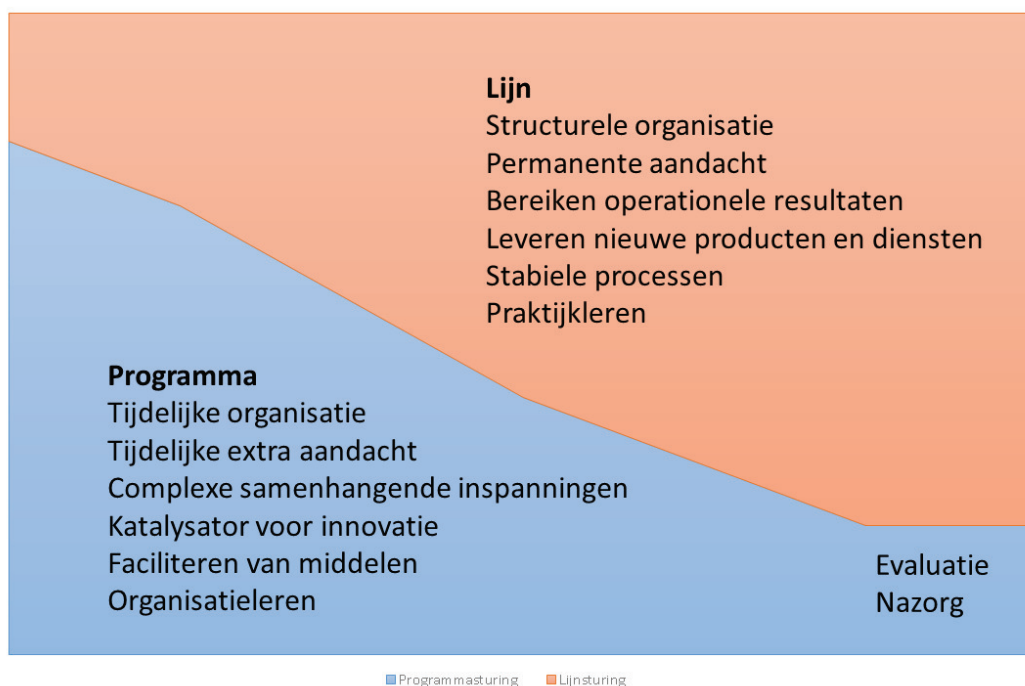 Lijn
Structurele organisatie
Permanente aandacht
Bereiken operationele resultaten
Leveren nieuwe producten en diensten
Stabiele processen
Praktijkleren
Programma
Tijdelijke organisatie
Tijdelijke extra aandacht
Complexe samenhangende inspanningen
Katalysator voor innovatie
Faciliteren van middelen
Organisatieleren
Evaluatie
Nazorg
Programmasturing
Lijnsturing